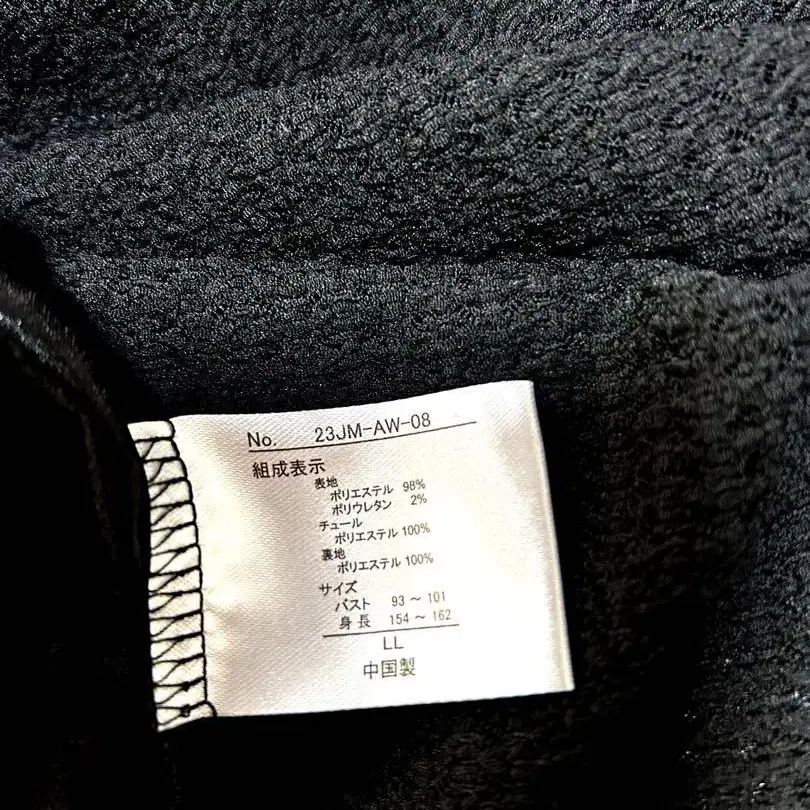 No. 23JM-AW-08
組成表示
表地
ポリエステル 98%
ポリウレタン 2%
チュール
ポリエステル 100%
裏地
ポリエステル 100%
サイズ
バスト 93 ～ 101
身長 154 ～ 162
LL
中国製